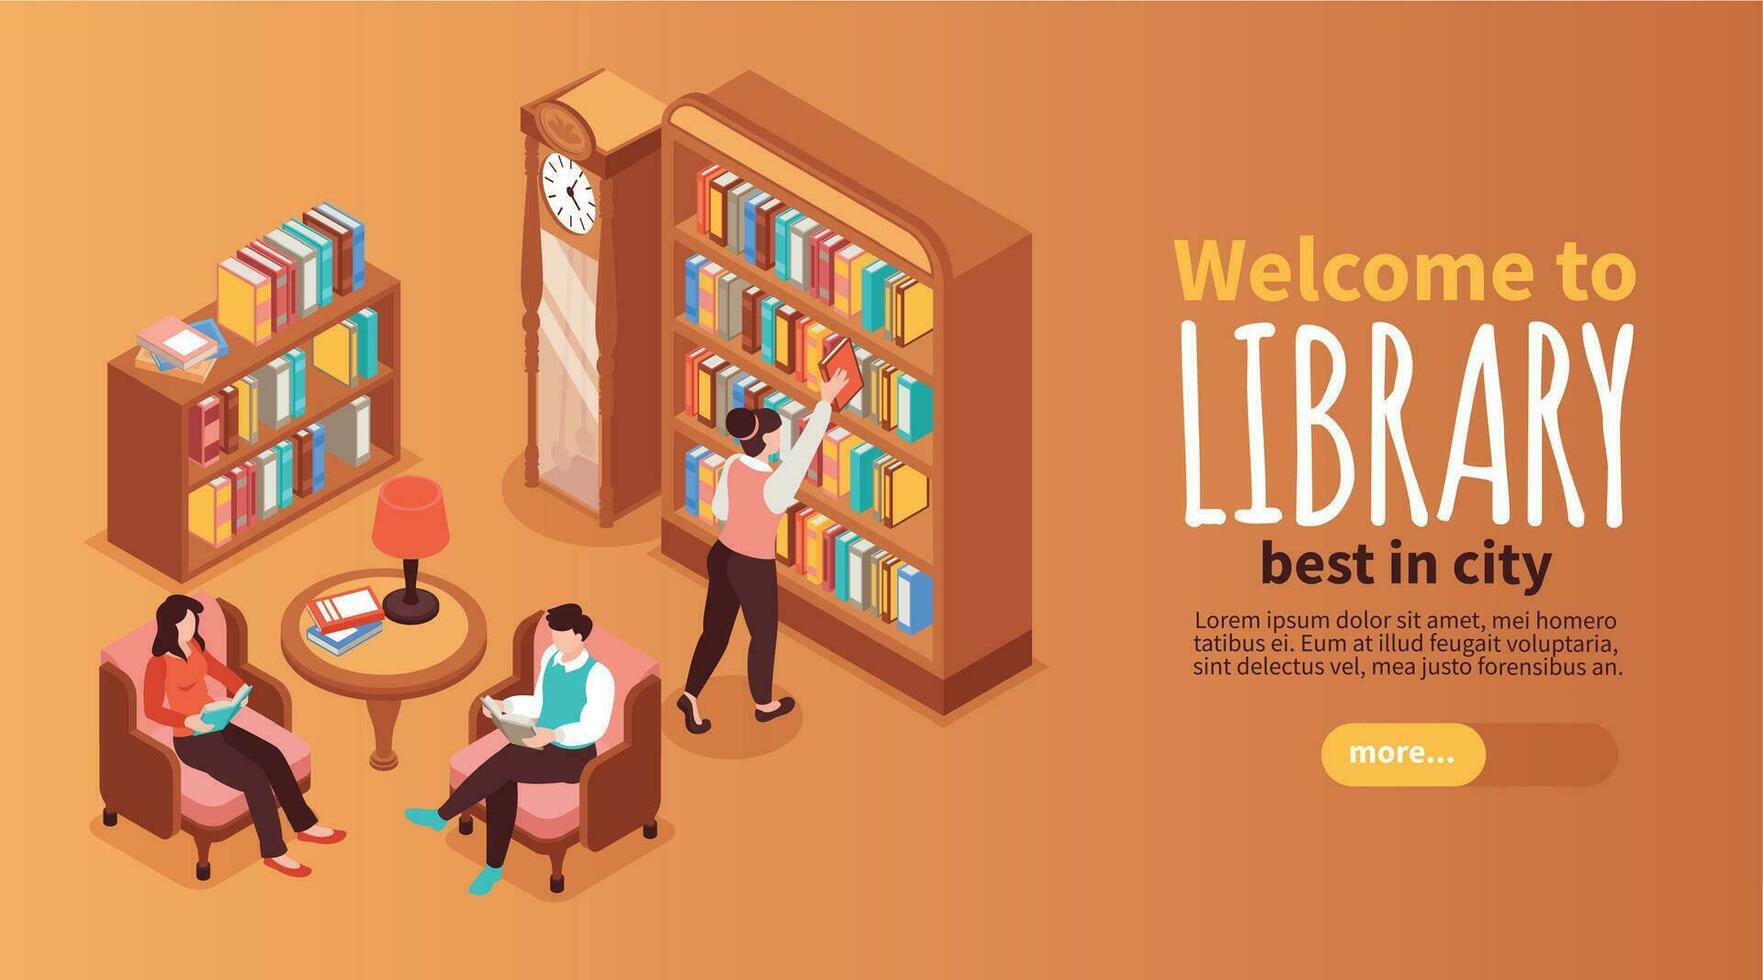 Welcome to
LIBRARY
best in city
Lorem ipsum dolor sit amet, mei homero
tatibus ei. Eum at illud feugait voluptaria,
sint delectus vel, mea justo forensibus an.
more...